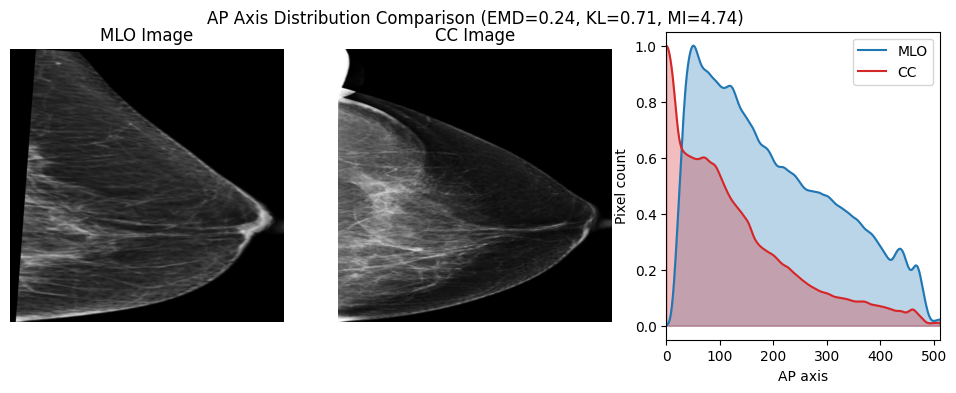 AP Axis Distribution Comparison (EMD=0.24, KL=0.71, MI=4.74)
MLO Image
CC Image
MLO
CC
Pixel count
1.0
0.8
0.6
0.4
0.2
0.0
0 100 200 300 400 500
AP axis